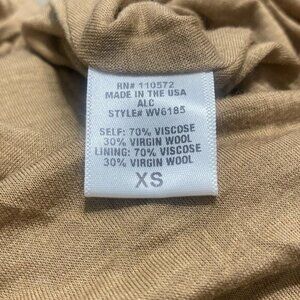 RN# 110572
MADE IN THE USA
ALC
STYLE# WV6185
SELF: 70% VISCOSE
30% VIRGIN WOOL
LINING: 70% VISCOSE
30% VIRGIN WOOL
XS